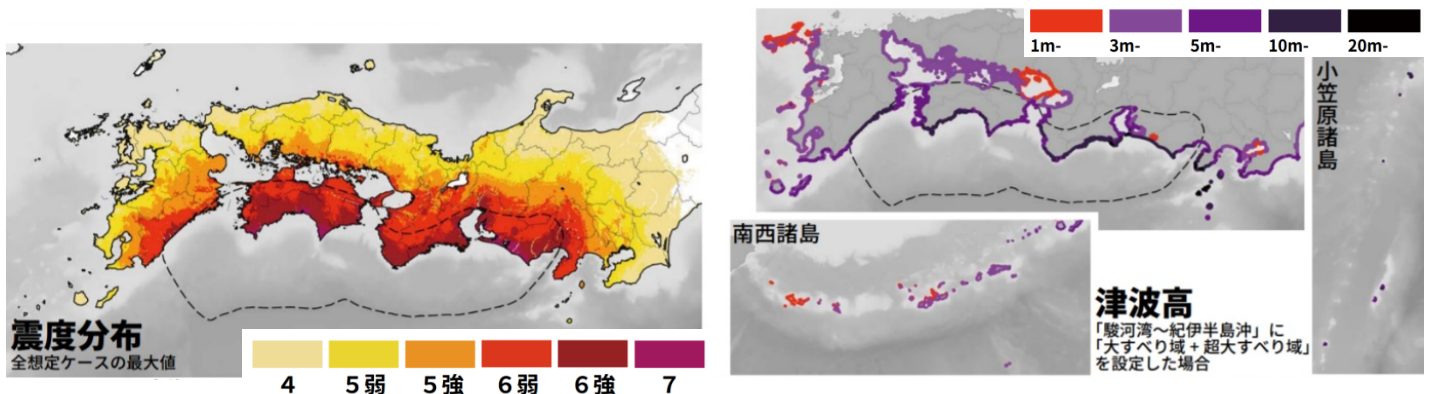 震度分布
全想定ケースの最大値
4 5弱 5強 6弱 6強 7
1m- 3m- 5m- 10m- 20m-
小笠原諸島
南西諸島
津波高
「駿河湾～紀伊半島沖」に
「大すべり域+超大すべり域」
を設定した場合